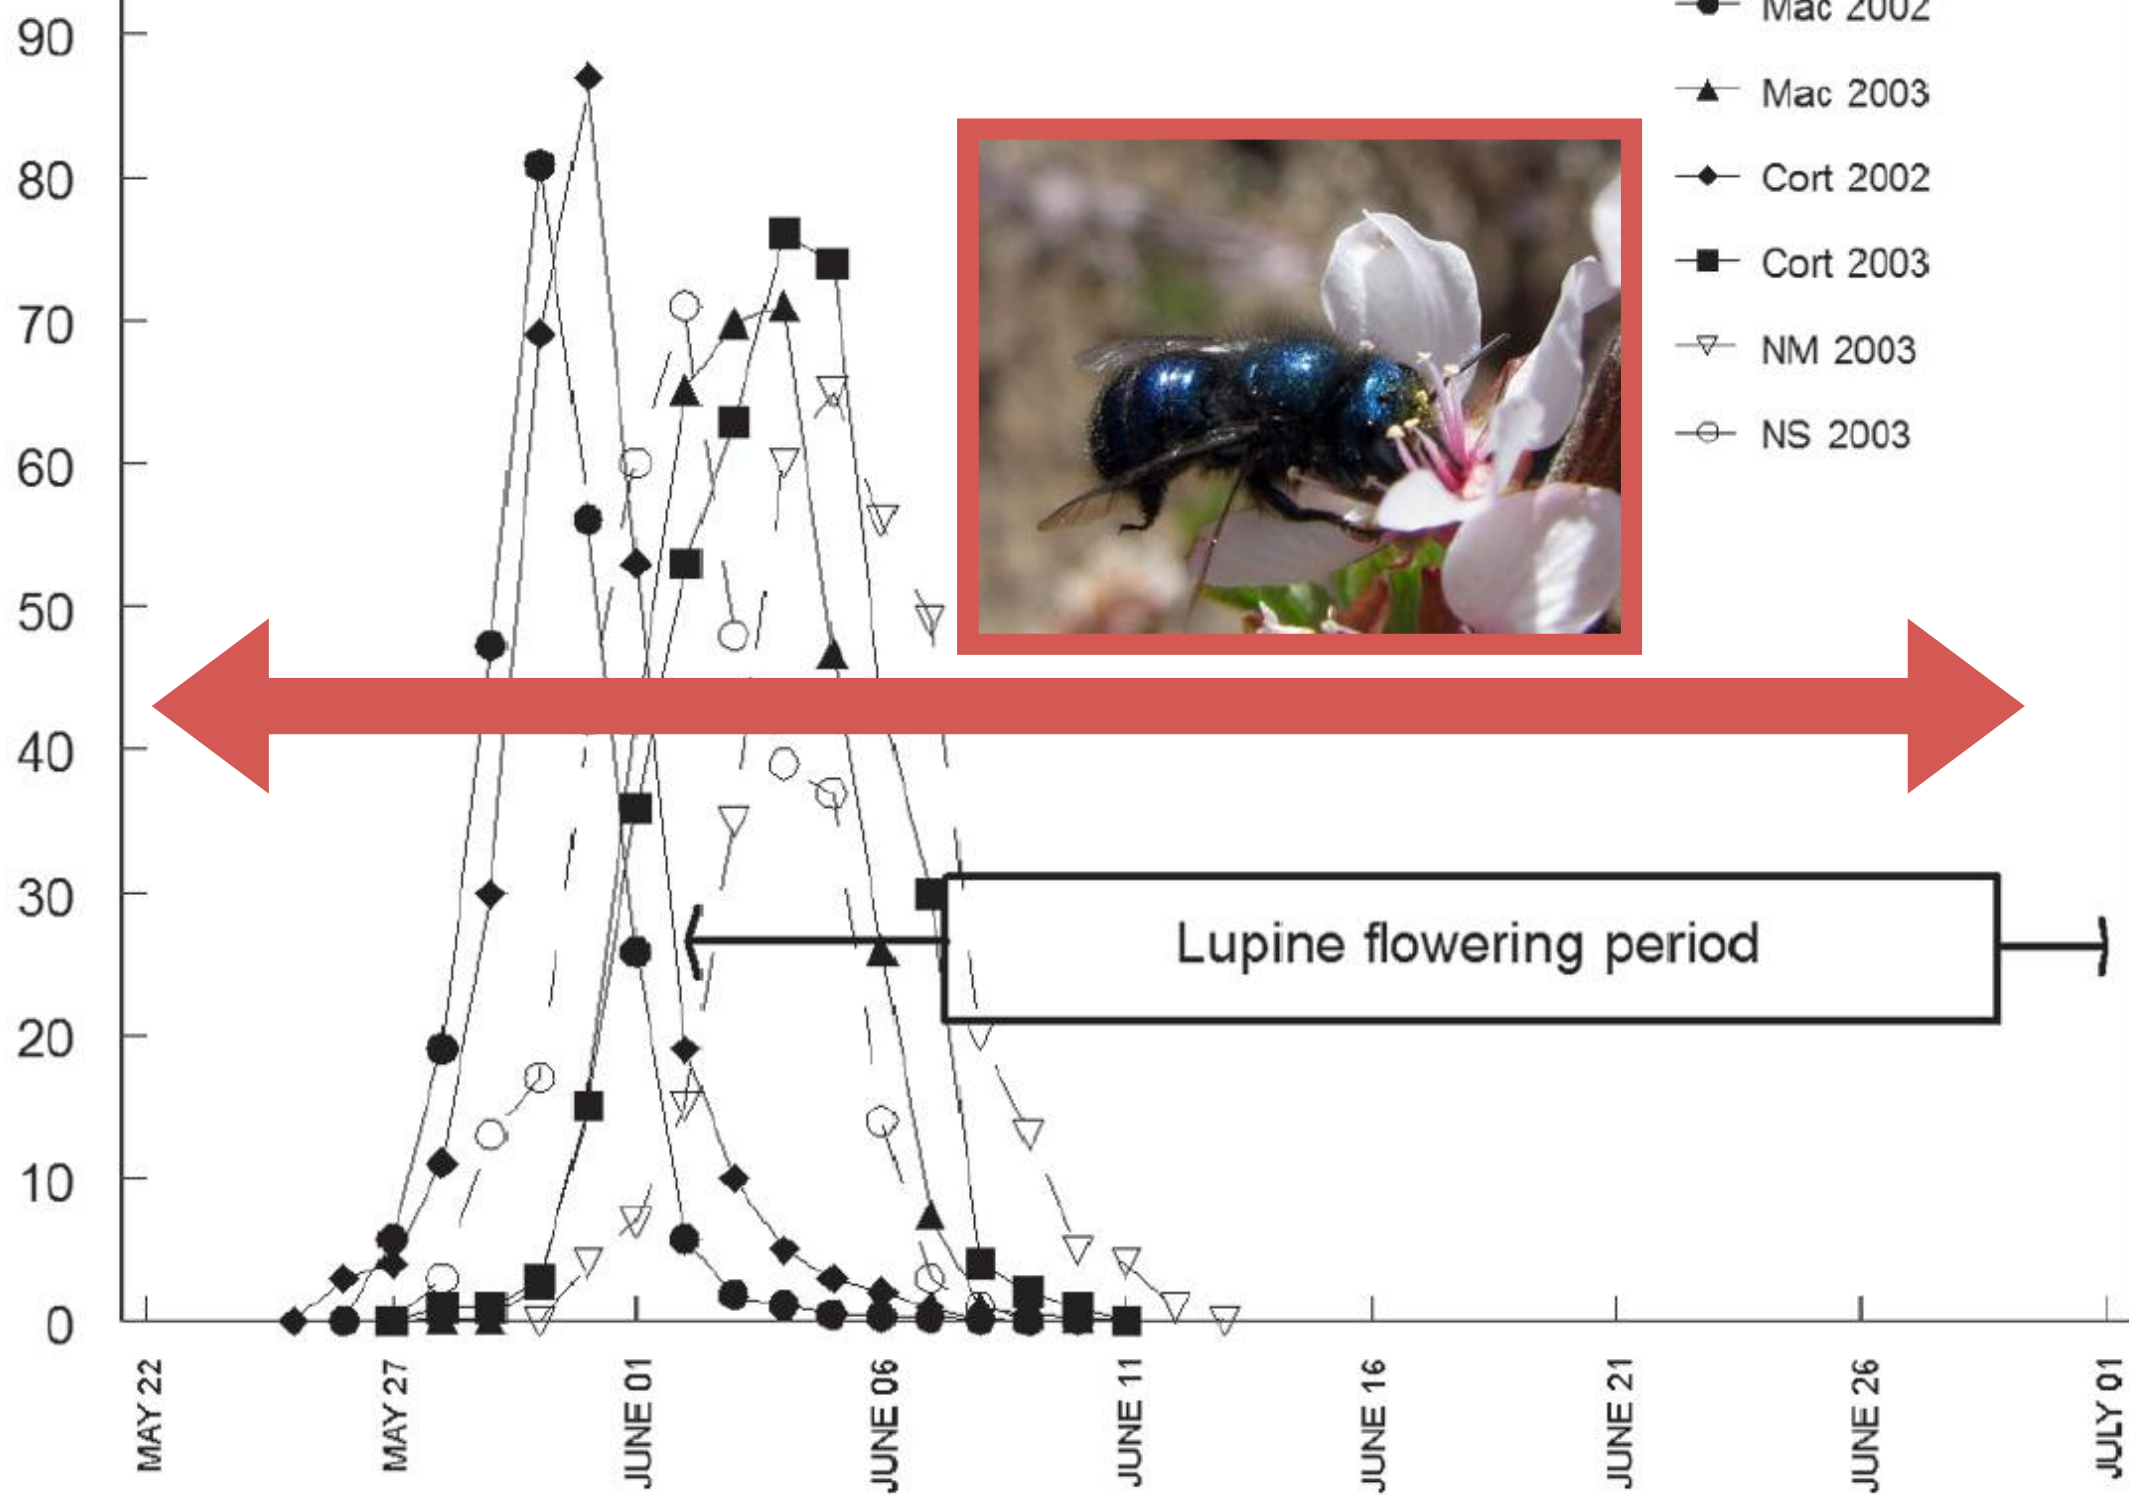 90
80
70
60
50
40
30
20
10
0
Mac 2002
Mac 2003
Cort 2002
Cort 2003
NM 2003
NS 2003
Lupine flowering period
MAY 22
MAY 27
JUNE 01
JUNE 06
JUNE 11
JUNE 16
JUNE 21
JUNE 26
JULY 01